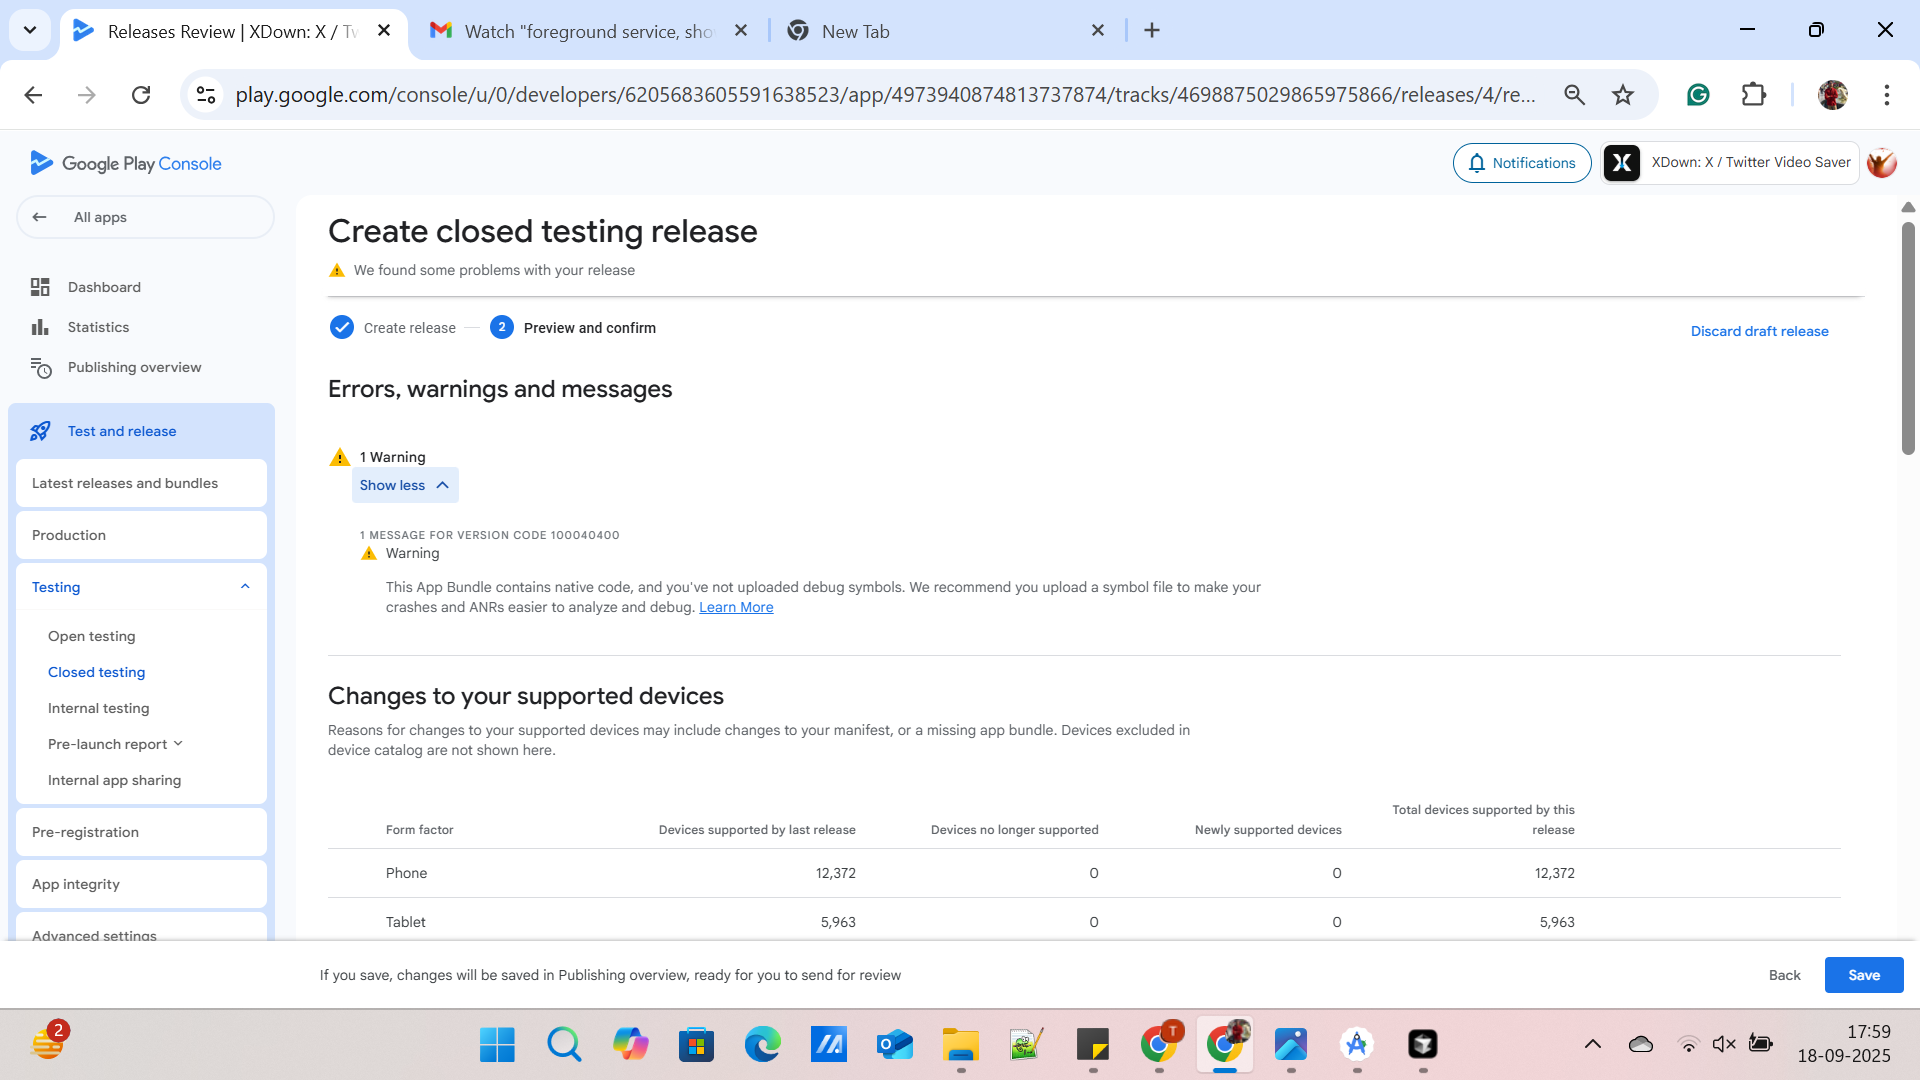 Releases Review | XDown: X / Tw
Watch "foreground service, sho
New Tab
play.google.com/console/u/0/developers/6205683605591638523/app/4973940874813737874/tracks/4698875029865975866/releases/4/re...
Google Play Console
Notifications
XDown: X / Twitter Video Saver
All apps
Dashboard
Statistics
Publishing overview
Test and release
Latest releases and bundles
Production
Testing
Open testing
Closed testing
Internal testing
Pre-launch report
Internal app sharing
Pre-registration
App integrity
Advanced settings
Create closed testing release
We found some problems with your release
Create release
2 Preview and confirm
Discard draft release
Errors, warnings and messages
1 Warning
Show less
1 MESSAGE FOR VERSION CODE 100040400
Warning
This App Bundle contains native code, and you've not uploaded debug symbols. We recommend you upload a symbol file to make your
crashes and ANRs easier to analyze and debug. Learn More
Changes to your supported devices
Reasons for changes to your supported devices may include changes to your manifest, or a missing app bundle. Devices excluded in
device catalog are not shown here.
Form factor Devices supported by last release Devices no longer supported Newly supported devices Total devices supported by this
release
Phone 12,372 0 0 12,372
Tablet 5,963 0 0 5,963
If you save, changes will be saved in Publishing overview, ready for you to send for review
Back
Save
2
T
17:59
18-09-2025